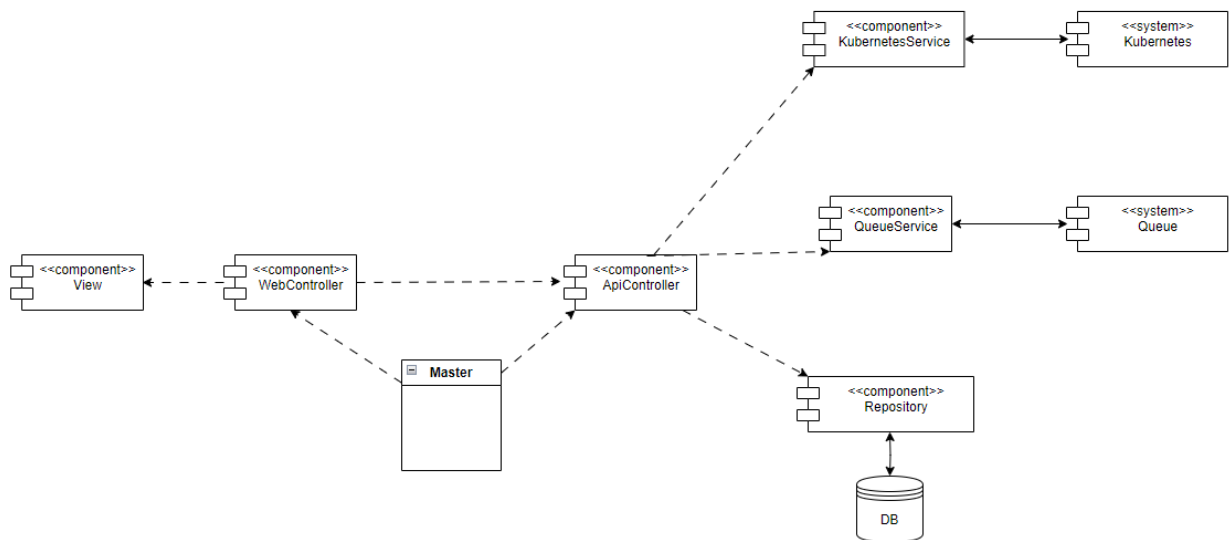 <<component>>
KubernetesService
<<system>>
Kubernetes
<<component>>
QueueService
<<system>>
Queue
<<component>>
View
<<component>>
WebController
<<component>>
ApiController
Master
<<component>>
Repository
DB